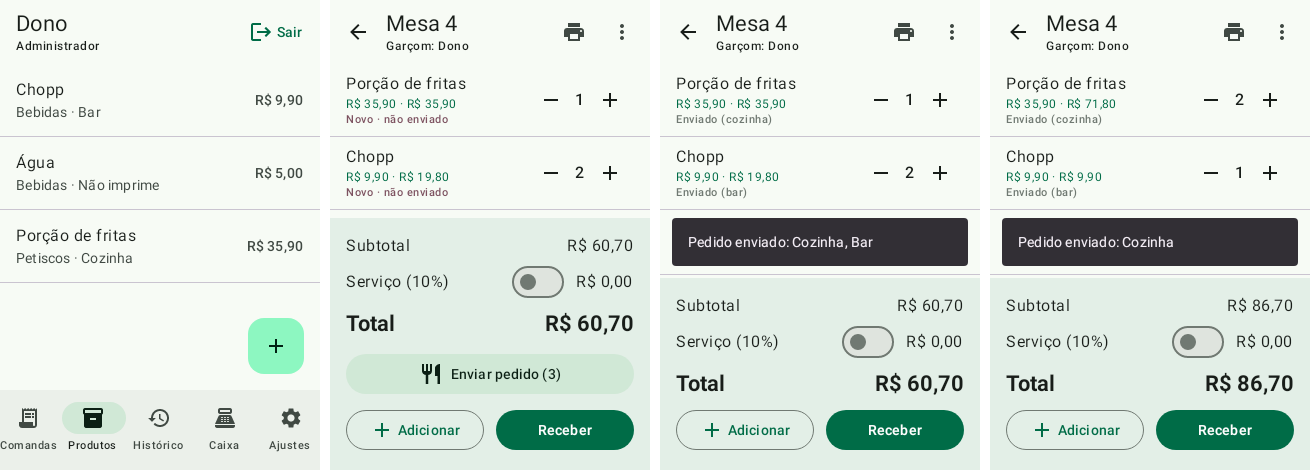 Dono
Administrador
Sair
Chopp
Bebidas · Bar
R$ 9,90
Água
Bebidas · Não imprime
R$ 5,00
Porção de fritas
Petiscos · Cozinha
R$ 35,90
Comandas
Produtos
Histórico
Caixa
Ajustes
Mesa 4
Garçom: Dono
Porção de fritas
R$ 35,90 · R$ 35,90
Novo · não enviado
1
Chopp
R$ 9,90 · R$ 19,80
Novo · não enviado
2
Subtotal R$ 60,70
Serviço (10%) R$ 0,00
Total R$ 60,70
Enviar pedido (3)
Adicionar
Receber
Mesa 4
Garçom: Dono
Porção de fritas
R$ 35,90 · R$ 35,90
Enviado (cozinha)
1
Chopp
R$ 9,90 · R$ 19,80
Enviado (bar)
2
Pedido enviado: Cozinha, Bar
Subtotal R$ 60,70
Serviço (10%) R$ 0,00
Total R$ 60,70
Adicionar
Receber
Mesa 4
Garçom: Dono
Porção de fritas
R$ 35,90 · R$ 71,80
Enviado (cozinha)
2
Chopp
R$ 9,90 · R$ 9,90
Enviado (bar)
1
Pedido enviado: Cozinha
Subtotal R$ 86,70
Serviço (10%) R$ 0,00
Total R$ 86,70
Adicionar
Receber